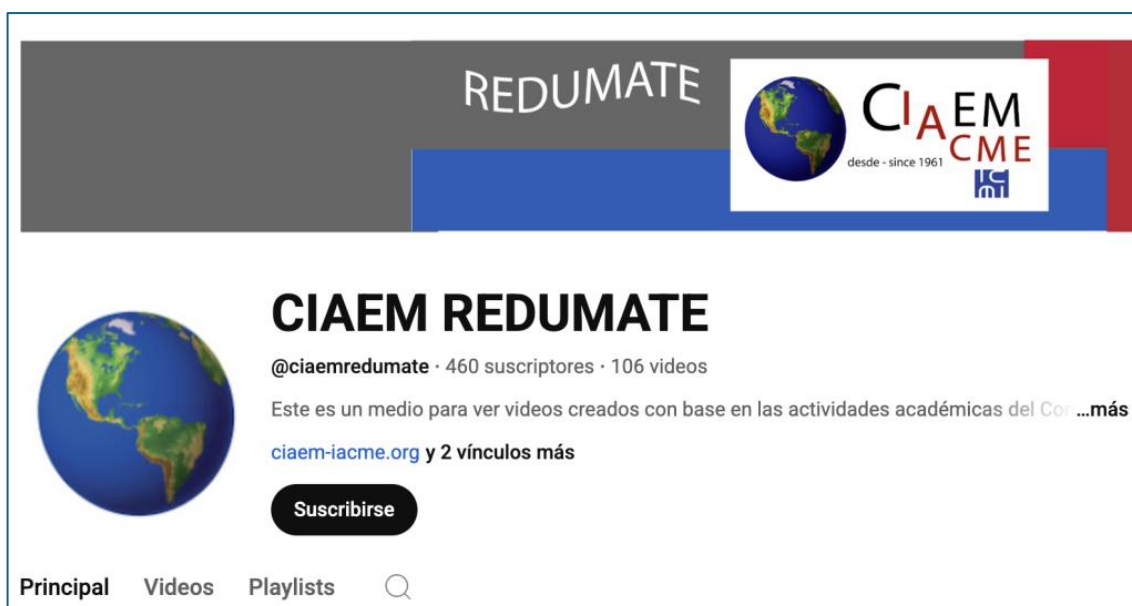 REDUMATE
CIAEM
CME
desde - since 1961
CIAEM REDUMATE
@ciaemredumate · 460 suscriptores · 106 videos
Este es un medio para ver videos creados con base en las actividades académicas del Con ...más
ciaem-iacme.org y 2 vínculos más
Suscribirse
Principal Videos Playlists